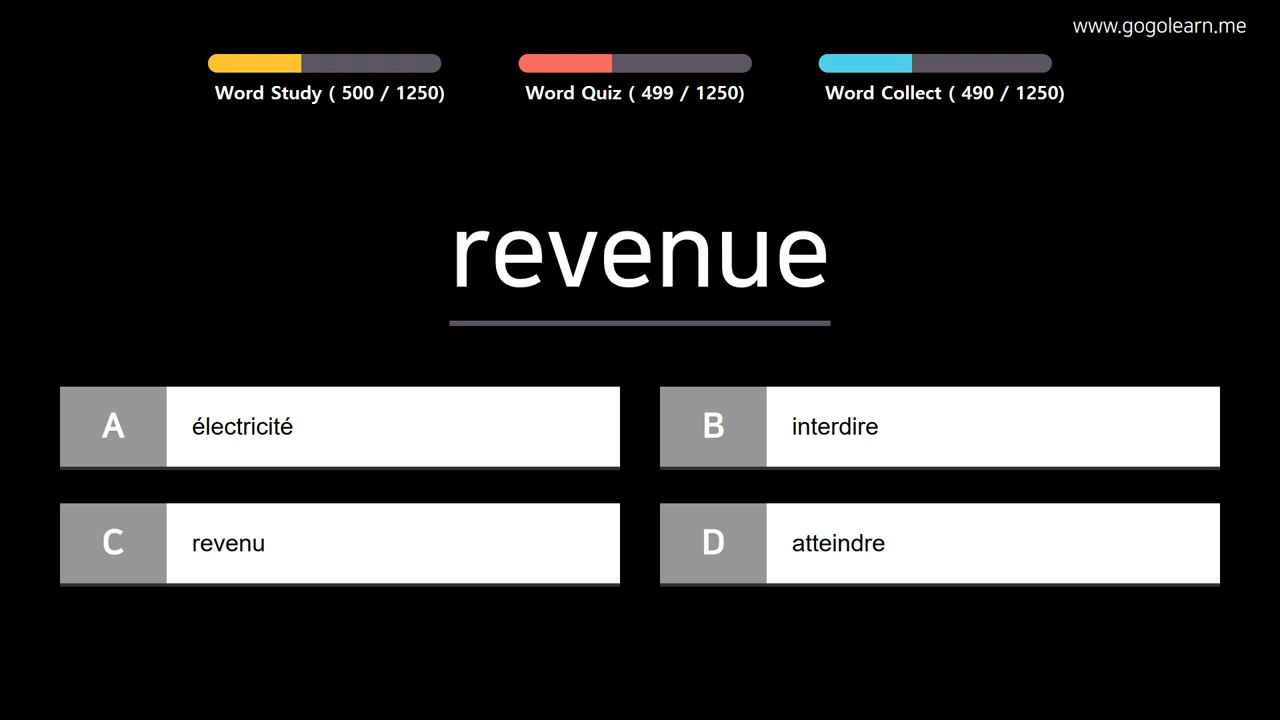 www.gogolearn.me
Word Study ( 500 / 1250)
Word Quiz ( 499 / 1250)
Word Collect ( 490 / 1250)
revenue
A électricité
B interdire
C revenu
D atteindre